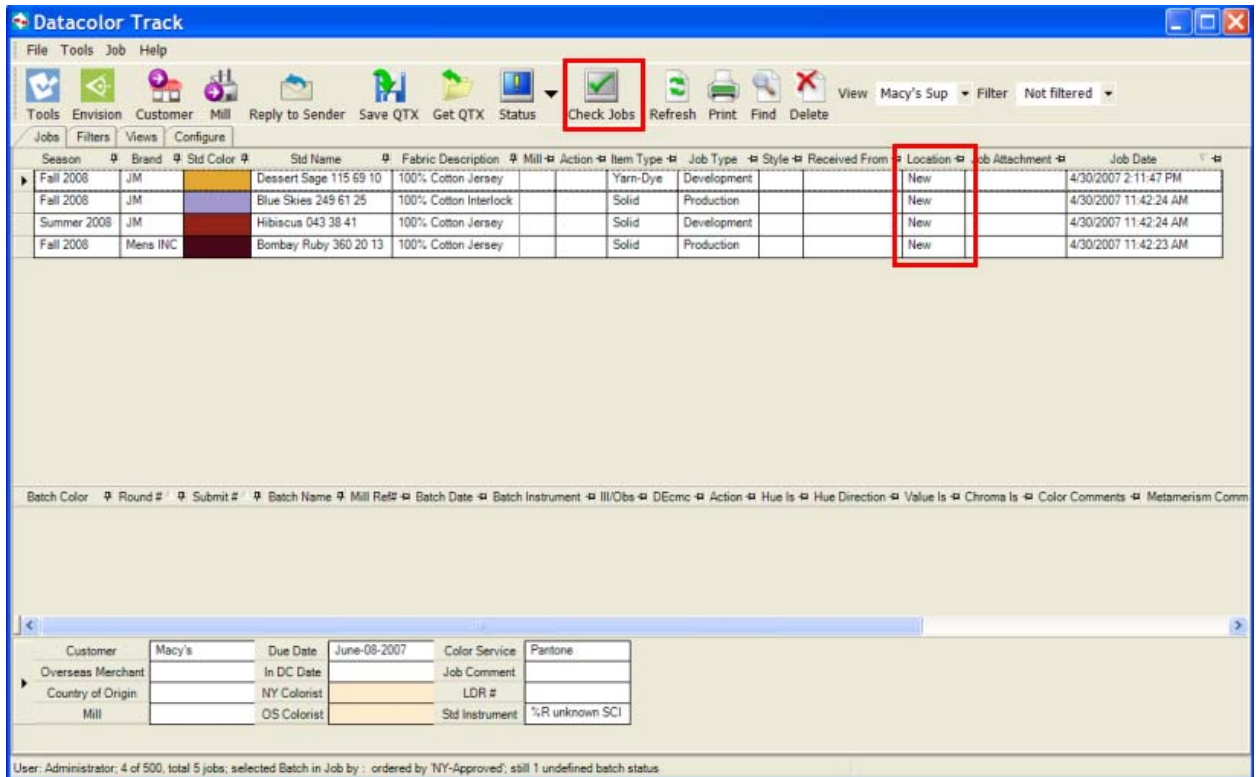 Datacolor Track
File Tools Job Help
Tools Envision Customer Mill Reply to Sender Save QTX Get QTX Status Check Jobs Refresh Print Find Delete View Macy's Sup Filter Not filtered
Jobs Filters Views Configure
Season Brand Std Color Std Name Fabric Description Mill Action Item Type Job Type Style Received From Location Job Attachment Job Date
Fall 2008 JM Dessert Sage 115 69 10 100% Cotton Jersey Yarn-Dye Development New 4/30/2007 2:11:47 PM
Fall 2008 JM Blue Skies 249 61 25 100% Cotton Interlock Solid Production New 4/30/2007 11:42:24 AM
Summer 2008 JM Hibiscus 043 38 41 100% Cotton Jersey Solid Development New 4/30/2007 11:42:24 AM
Fall 2008 Mens INC Bombay Ruby 360 20 13 100% Cotton Jersey Solid Production New 4/30/2007 11:42:23 AM
Batch Color Round # Submit # Batch Name Mill Ref# Batch Date Batch Instrument Ill/Obs DEcmc Action Hue Is Hue Direction Value Is Chroma Is Color Comments Metamerism Comm
Customer Macy's Due Date June-08-2007 Color Service Pantone
Overseas Merchant In DC Date Job Comment
Country of Origin NY Colorist LDR #
Mill OS Colorist Std Instrument %R unknown SCI
User: Administrator; 4 of 500, total 5 jobs; selected Batch in Job by : ordered by 'NY-Approved'; still 1 undefined batch status